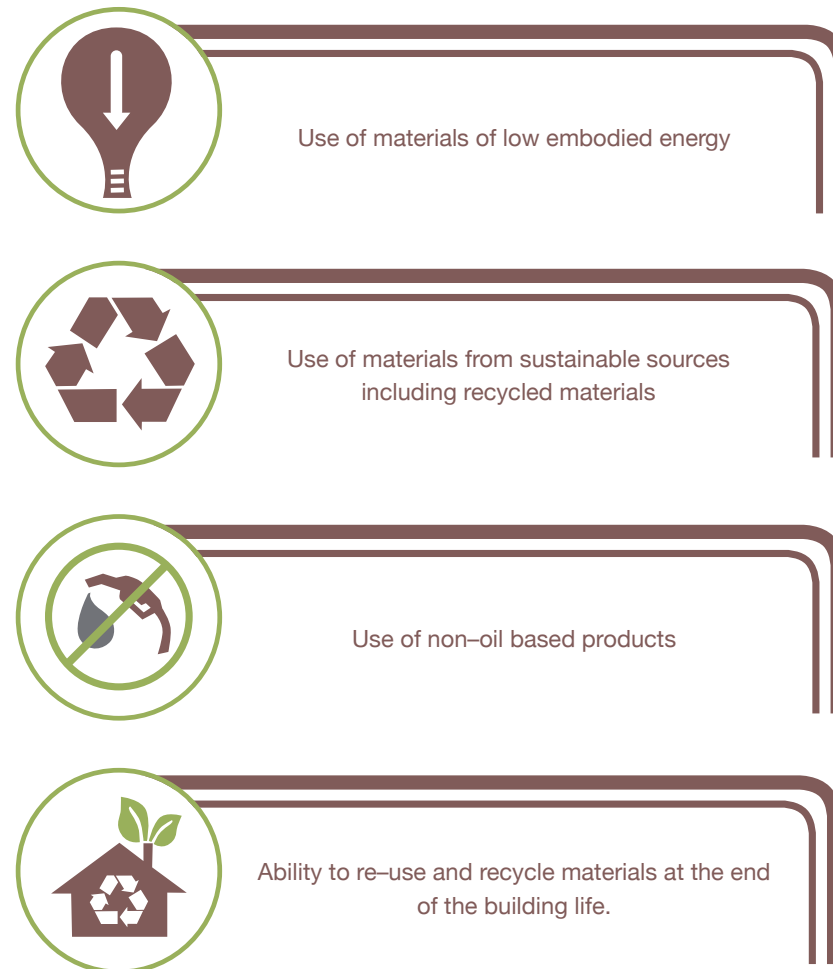 Use of materials of low embodied energy
Use of materials from sustainable sources
including recycled materials
Use of non–oil based products
Ability to re–use and recycle materials at the end
of the building life.